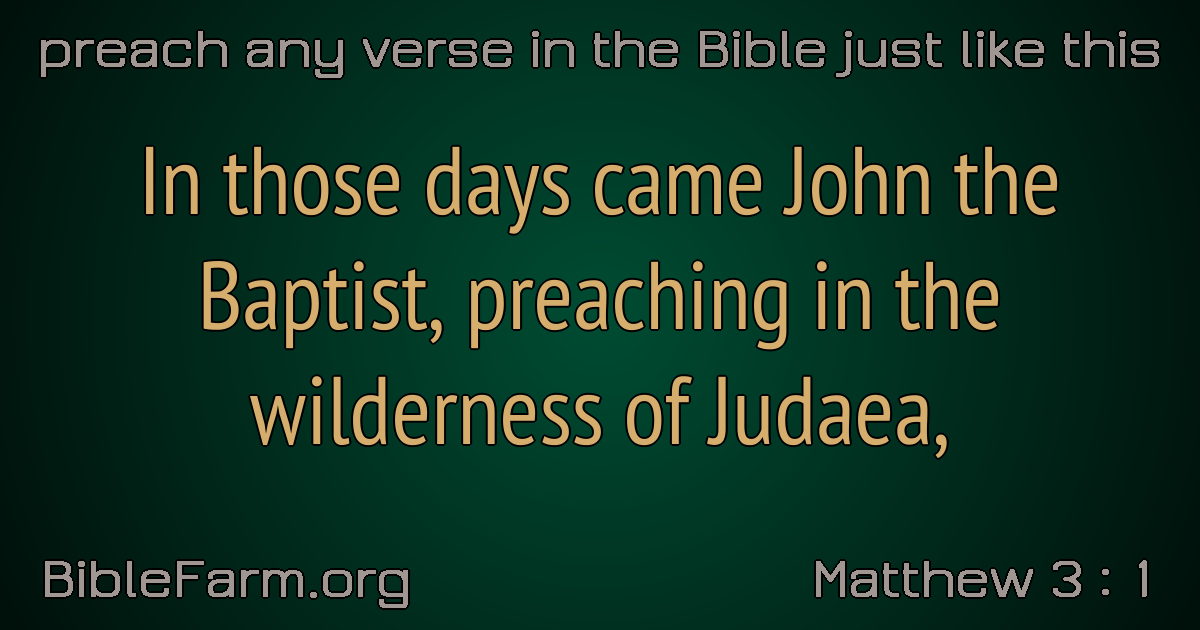 preach any verse in the Bible just like this
In those days came John the
Baptist, preaching in the
wilderness of Judaea,
BibleFarm.org
Matthew 3 : 1